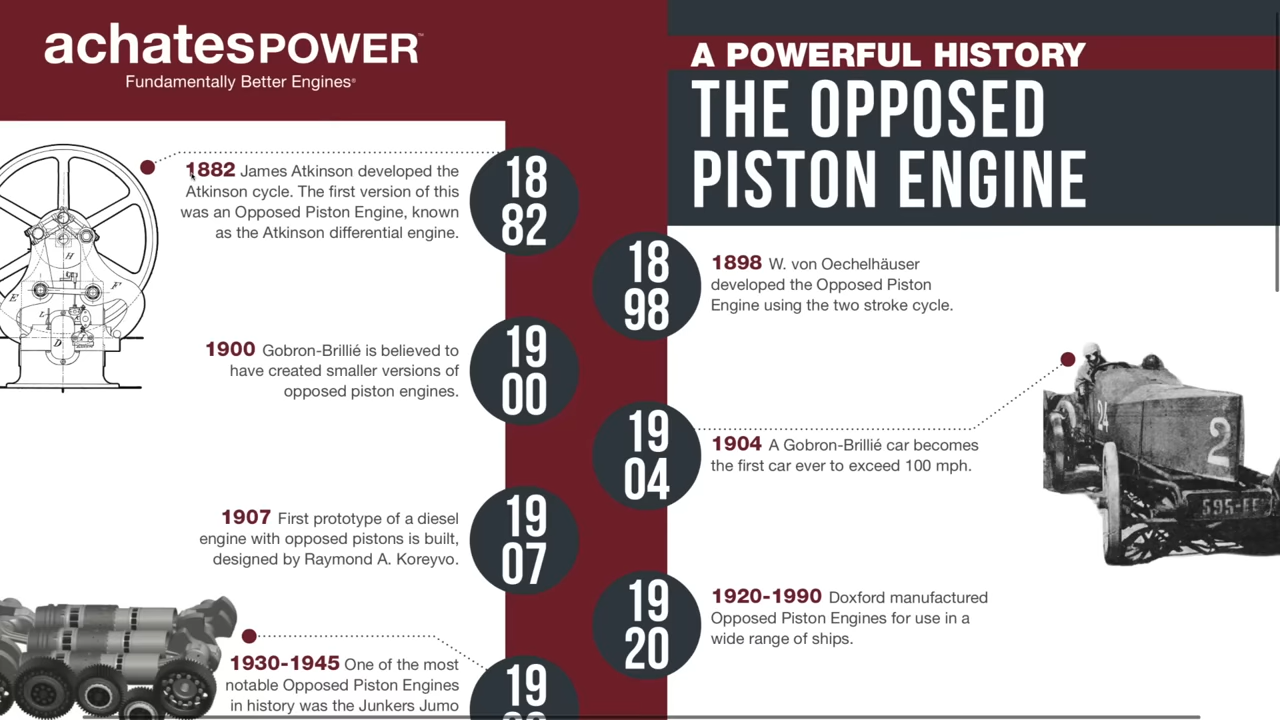 achatesPOWER™
Fundamentally Better Engines®
A POWERFUL HISTORY
THE OPPOSED
PISTON ENGINE
1882 James Atkinson developed the
Atkinson cycle. The first version of this
was an Opposed Piston Engine, known
as the Atkinson differential engine.
18
82
18
98
1898 W. von Oechelhäuser
developed the Opposed Piston
Engine using the two stroke cycle.
1900 Gobron-Brillié is believed to
have created smaller versions of
opposed piston engines.
19
00
19
04
1904 A Gobron-Brillié car becomes
the first car ever to exceed 100 mph.
24
2
595-EE
1907 First prototype of a diesel
engine with opposed pistons is built,
designed by Raymond A. Koreyvo.
19
07
19
20
1920-1990 Doxford manufactured
Opposed Piston Engines for use in a
wide range of ships.
1930-1945 One of the most
notable Opposed Piston Engines
in history was the Junkers Jumo
19
H
E
F
L
D